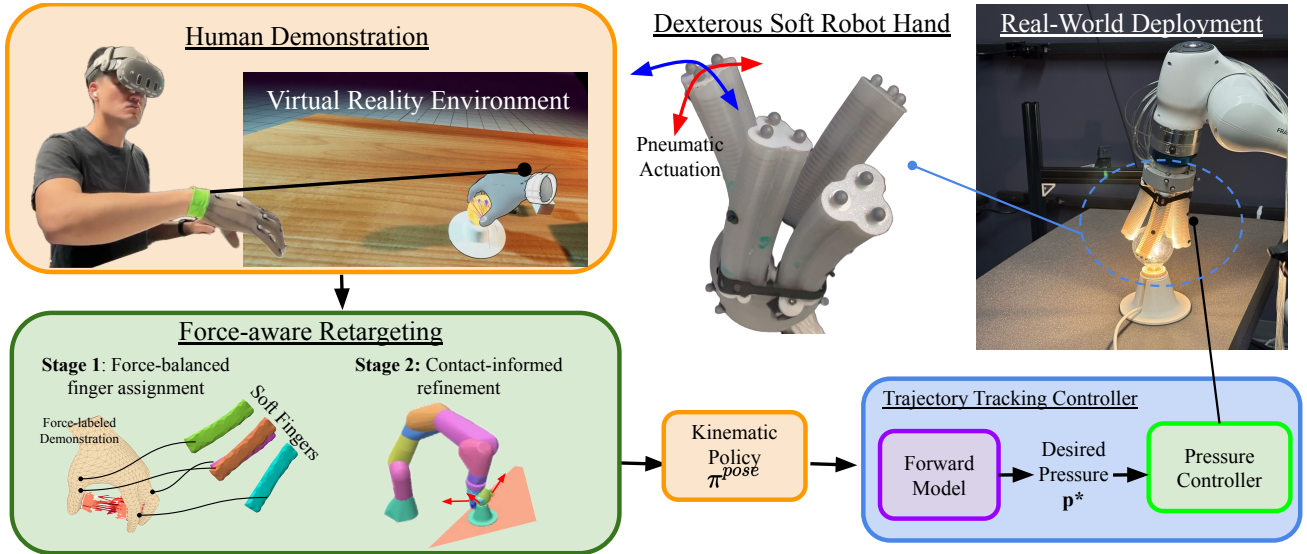 Human Demonstration
Virtual Reality Environment
Dexterous Soft Robot Hand
Pneumatic
Actuation
Real-World Deployment
Force-aware Retargeting
Stage 1: Force-balanced
finger assignment
Force-labeled
Demonstration
Soft Fingers
Stage 2: Contact-informed
refinement
Kinematic
Policy
π^pose
Trajectory Tracking Controller
Forward
Model
Desired
Pressure
p*
Pressure
Controller